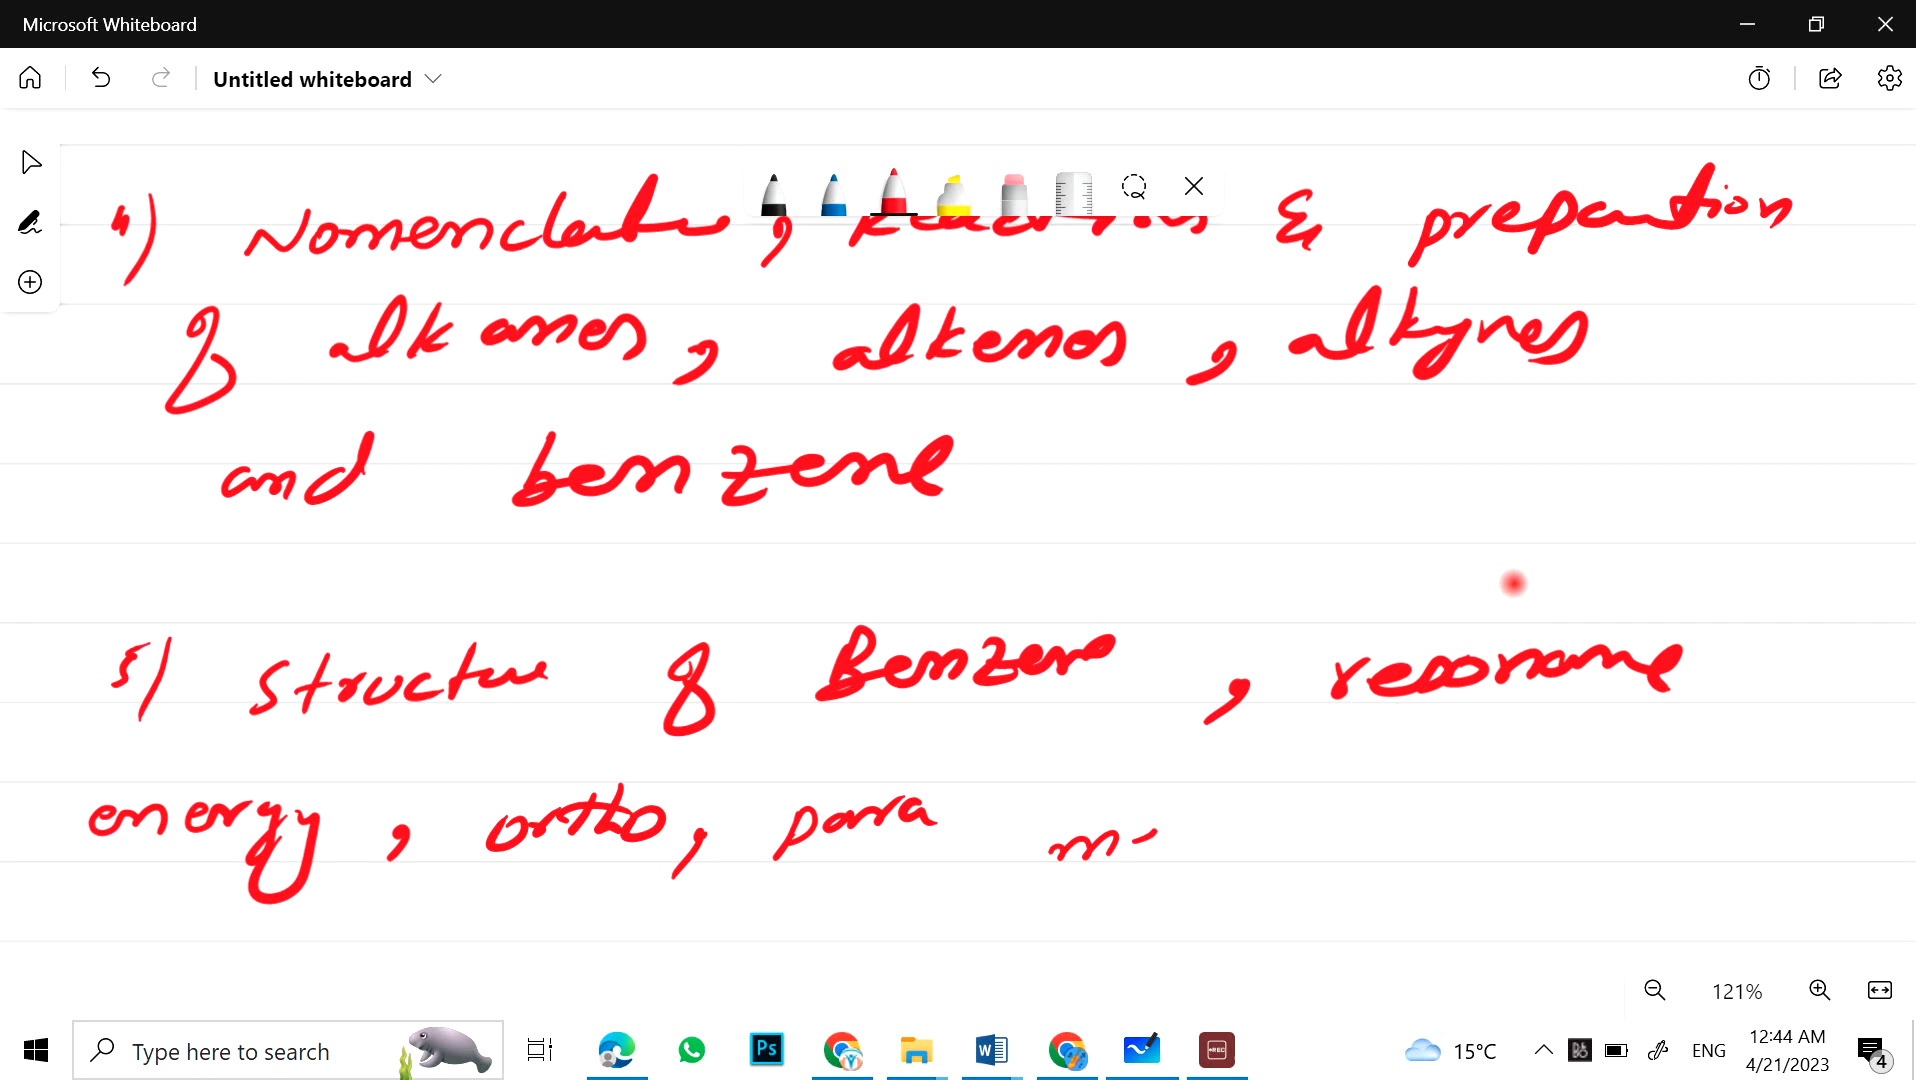 Microsoft Whiteboard
Untitled whiteboard
4) Nomenclature, & preparation
of alkanes, alkenes, alkynes
and benzene
5) Structure of Benzene, resonance
energy, ortho, para m
121%
Type here to search
15°C
ENG
12:44 AM
4/21/2023
4